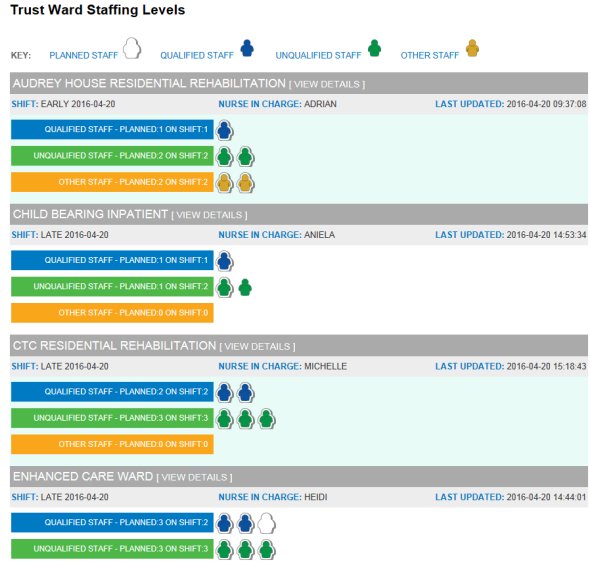 Trust Ward Staffing Levels
KEY: PLANNED STAFF QUALIFIED STAFF UNQUALIFIED STAFF OTHER STAFF
AUDREY HOUSE RESIDENTIAL REHABILITATION [ VIEW DETAILS ]
SHIFT: EARLY 2016-04-20 NURSE IN CHARGE: ADRIAN LAST UPDATED: 2016-04-20 09:37:08
QUALIFIED STAFF - PLANNED:1 ON SHIFT:1
UNQUALIFIED STAFF - PLANNED:2 ON SHIFT:2
OTHER STAFF - PLANNED:2 ON SHIFT:2
CHILD BEARING INPATIENT [ VIEW DETAILS ]
SHIFT: LATE 2016-04-20 NURSE IN CHARGE: ANIELA LAST UPDATED: 2016-04-20 14:53:34
QUALIFIED STAFF - PLANNED:1 ON SHIFT:1
UNQUALIFIED STAFF - PLANNED:1 ON SHIFT:2
OTHER STAFF - PLANNED:0 ON SHIFT:0
CTC RESIDENTIAL REHABILITATION [ VIEW DETAILS ]
SHIFT: LATE 2016-04-20 NURSE IN CHARGE: MICHELLE LAST UPDATED: 2016-04-20 15:18:43
QUALIFIED STAFF - PLANNED:2 ON SHIFT:2
UNQUALIFIED STAFF - PLANNED:3 ON SHIFT:3
OTHER STAFF - PLANNED:0 ON SHIFT:0
ENHANCED CARE WARD [ VIEW DETAILS ]
SHIFT: LATE 2016-04-20 NURSE IN CHARGE: HEIDI LAST UPDATED: 2016-04-20 14:44:01
QUALIFIED STAFF - PLANNED:3 ON SHIFT:2
UNQUALIFIED STAFF - PLANNED:3 ON SHIFT:3